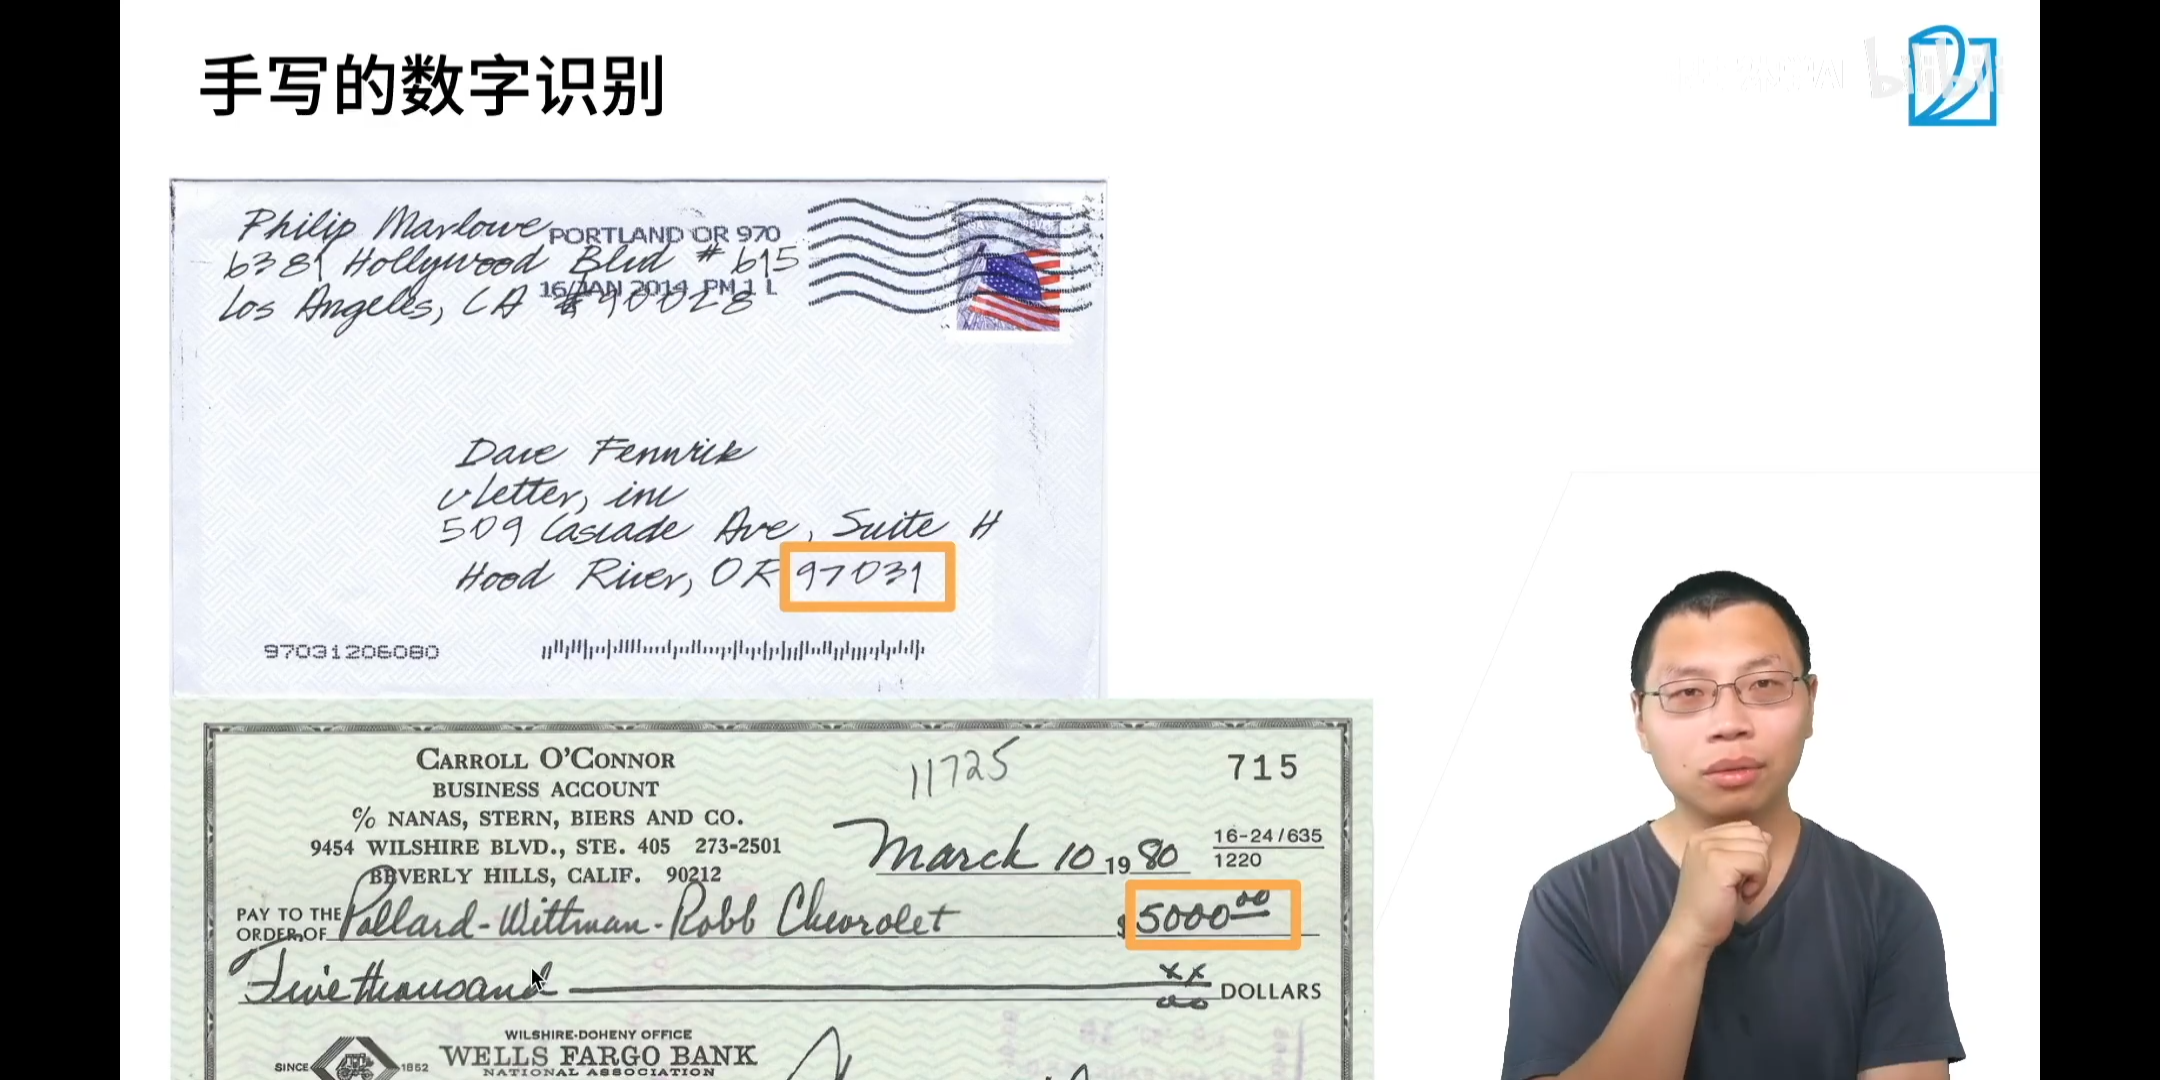 手写的数字识别
bilibili
Philip Marlowe
PORTLAND OR 970
6381 Hollywood Blvd # 615
16 JAN 2014 PM 1 L
Los Angeles, CA # 90028
Dave Fennrik
vLetter, inc
509 Cascade Ave, Suite H
Hood River, OR 97031
97031206080
CARROLL O'CONNOR
BUSINESS ACCOUNT
% NANAS, STERN, BIERS AND CO.
9454 WILSHIRE BLVD., STE. 405 273-2501
BEVERLY HILLS, CALIF. 90212
11725
715
March 10 1980
16-24/635
1220
PAY TO THE
ORDER OF Pollard-Wittman-Robb Chevrolet $5000 00
Five thousand xx
00 DOLLARS
WILSHIRE-DOHENY OFFICE
SINCE 1852 WELLS FARGO BANK
NATIONAL ASSOCIATION